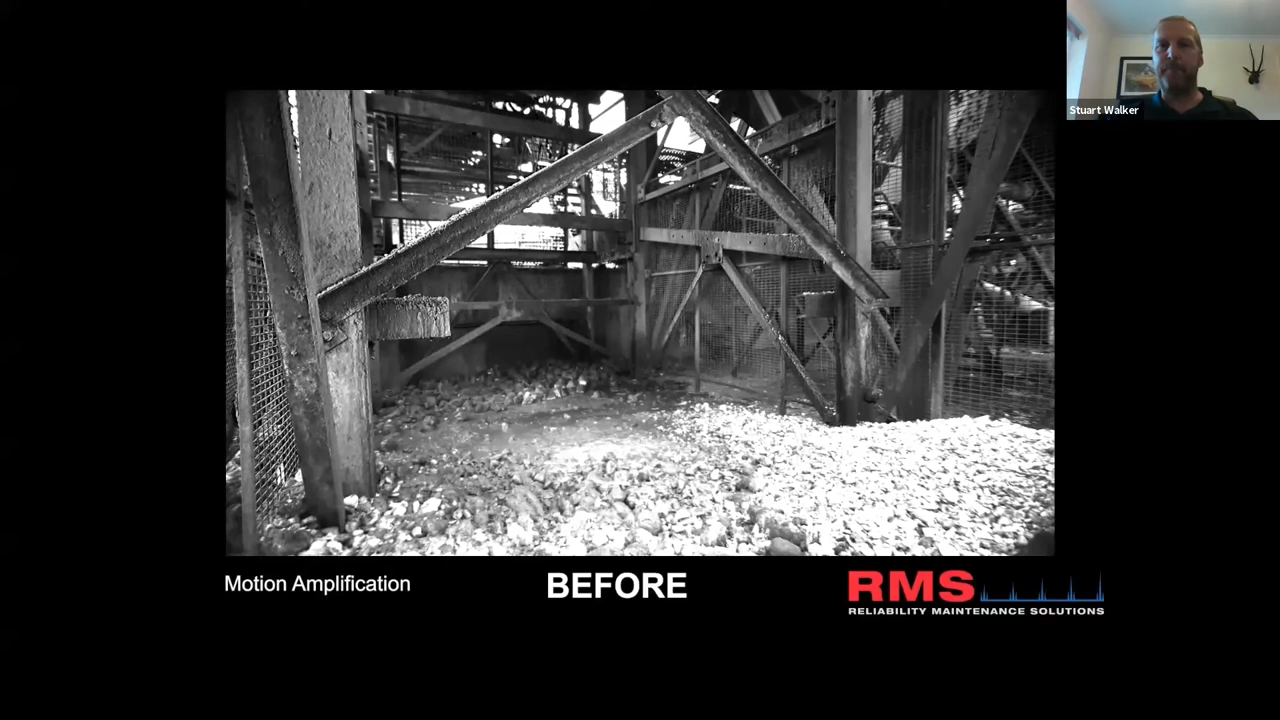 Stuart Walker
Motion Amplification
BEFORE
RMS
RELIABILITY MAINTENANCE SOLUTIONS